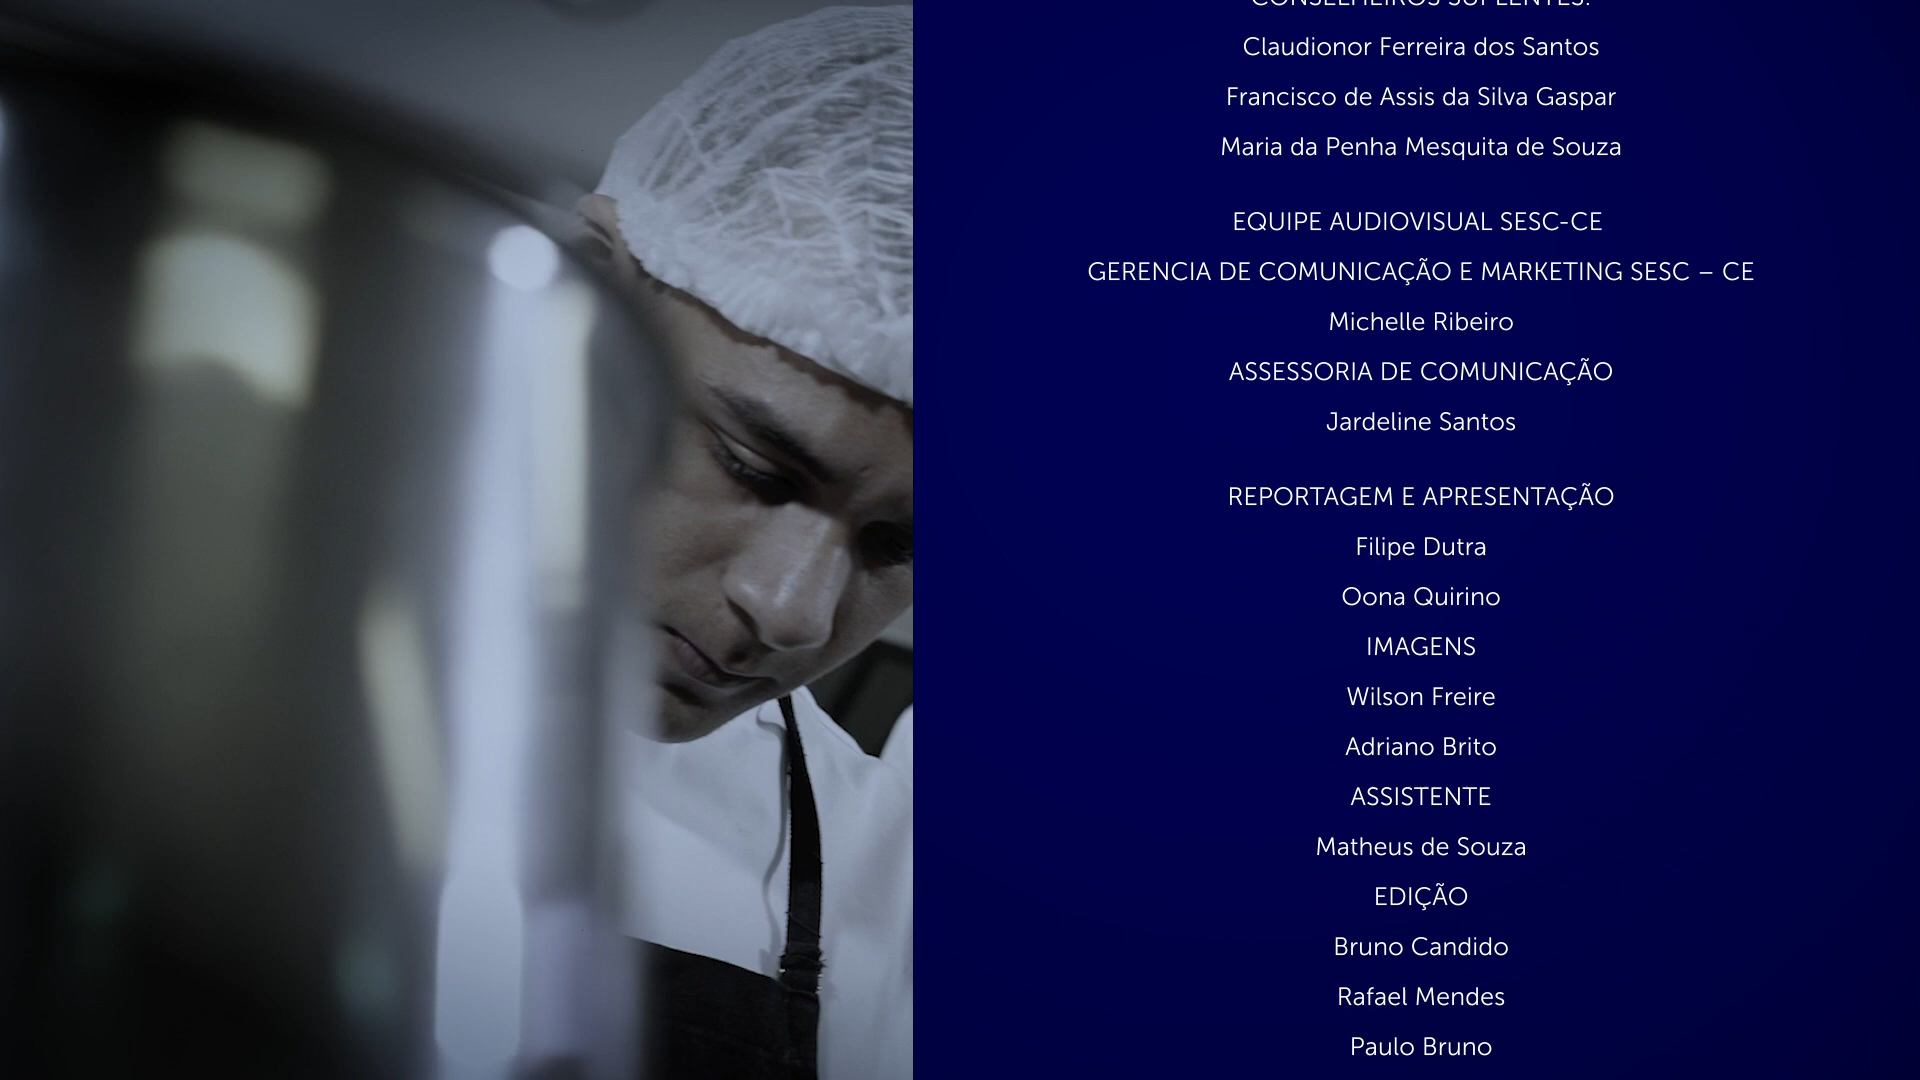 CONSELHEIROS SUPLENTES:
Claudionor Ferreira dos Santos
Francisco de Assis da Silva Gaspar
Maria da Penha Mesquita de Souza
EQUIPE AUDIOVISUAL SESC-CE
GERENCIA DE COMUNICAÇÃO E MARKETING SESC – CE
Michelle Ribeiro
ASSESSORIA DE COMUNICAÇÃO
Jardeline Santos
REPORTAGEM E APRESENTAÇÃO
Filipe Dutra
Oona Quirino
IMAGENS
Wilson Freire
Adriano Brito
ASSISTENTE
Matheus de Souza
EDIÇÃO
Bruno Candido
Rafael Mendes
Paulo Bruno